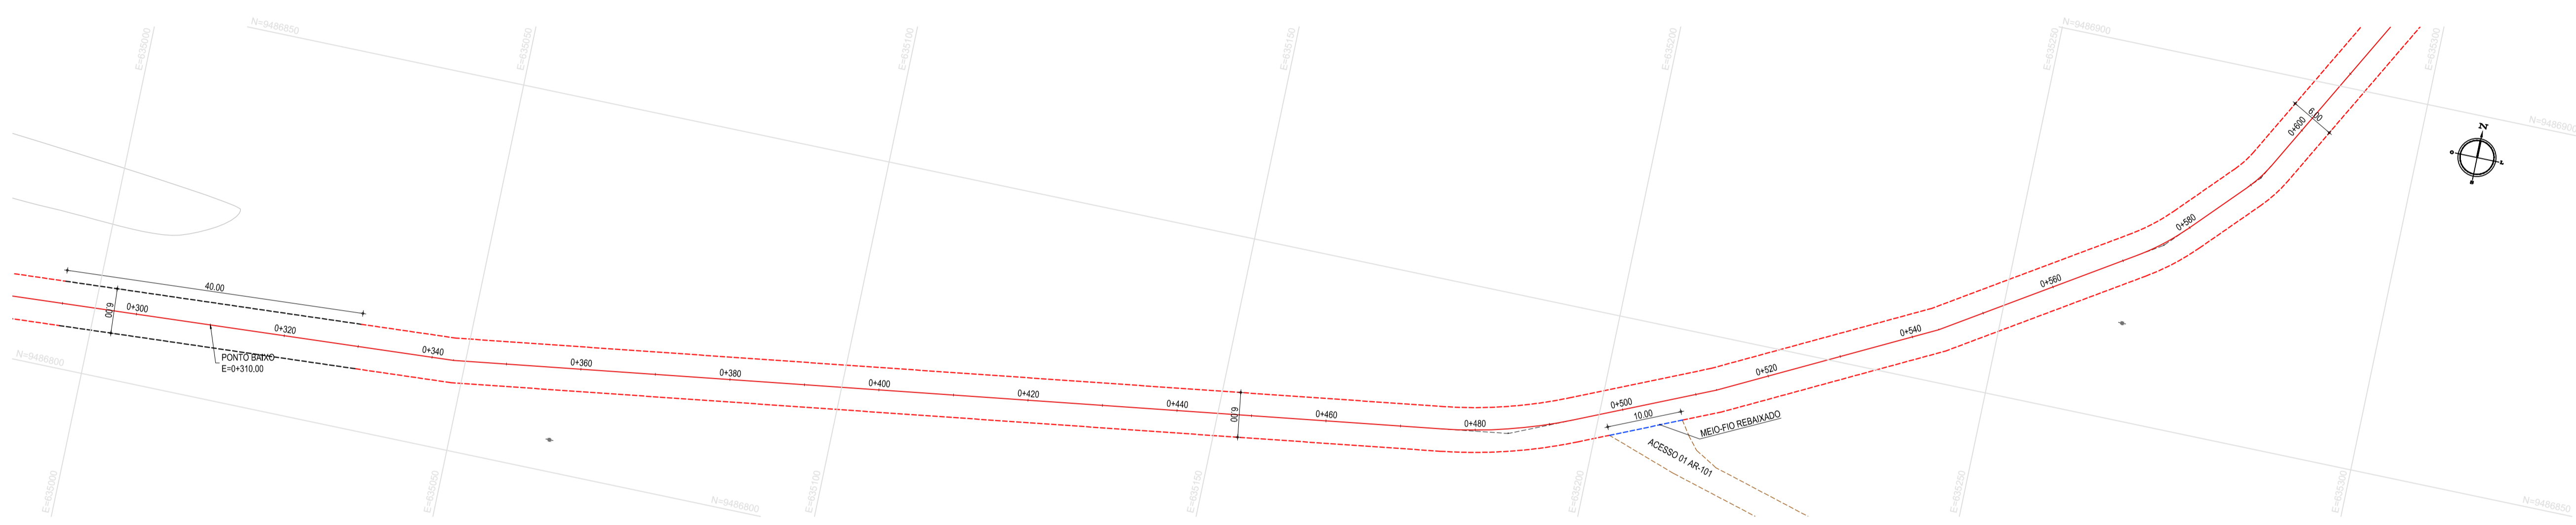 N=9486850
N=9486900
E=635000
E=635050
E=635100
E=635150
E=635200
E=635250
E=635300
N=9486900
6.00
0+600
N
O
L
S
40.00
6.00
0+300
0+320
0+340
0+360
0+380
0+400
0+420
0+440
6.00
0+460
0+480
0+500
0+520
0+540
0+560
0+580
10.00
MEIO-FIO REBAIXADO
ACESSO 01 AR-101
PONTO BAIXO
E=0+310,00
N=9486800
E=635000
E=635050
N=9486800
E=635100
E=635150
E=635200
E=635250
E=635300
N=9486850